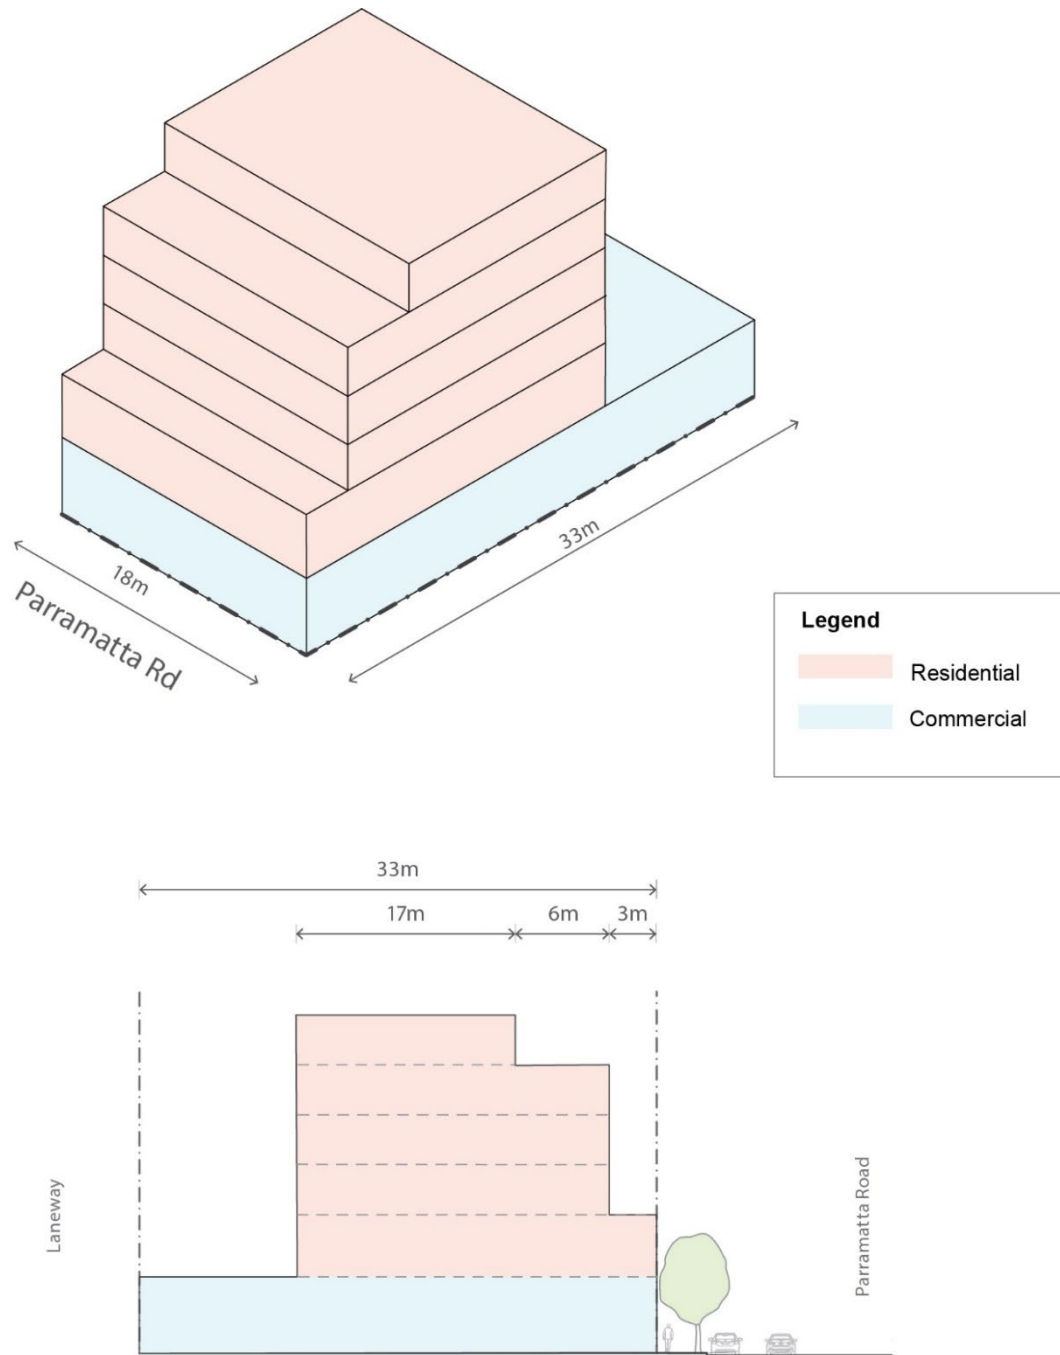 18m
Parramatta Rd
33m
Legend
Residential
Commercial
33m
17m
6m
3m
Laneway
Parramatta Road